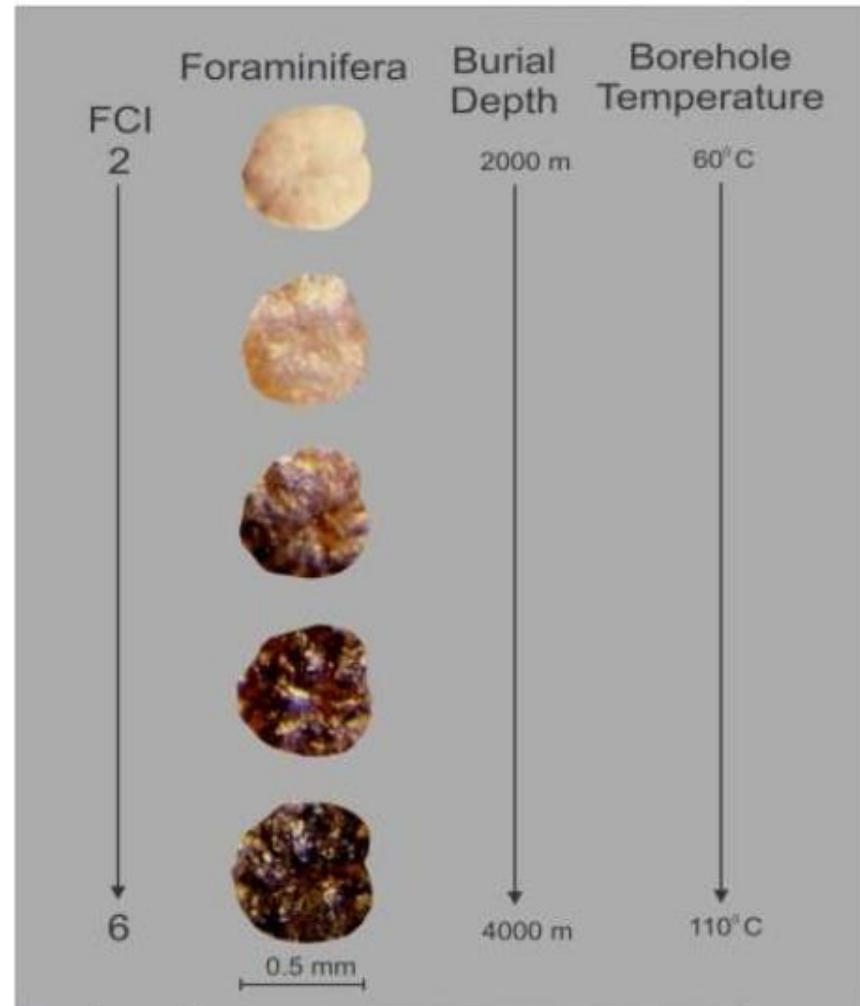 Foraminifera
Burial
Depth
Borehole
Temperature
FCI
2
2000 m
60°C
6
4000 m
110°C
0.5 mm